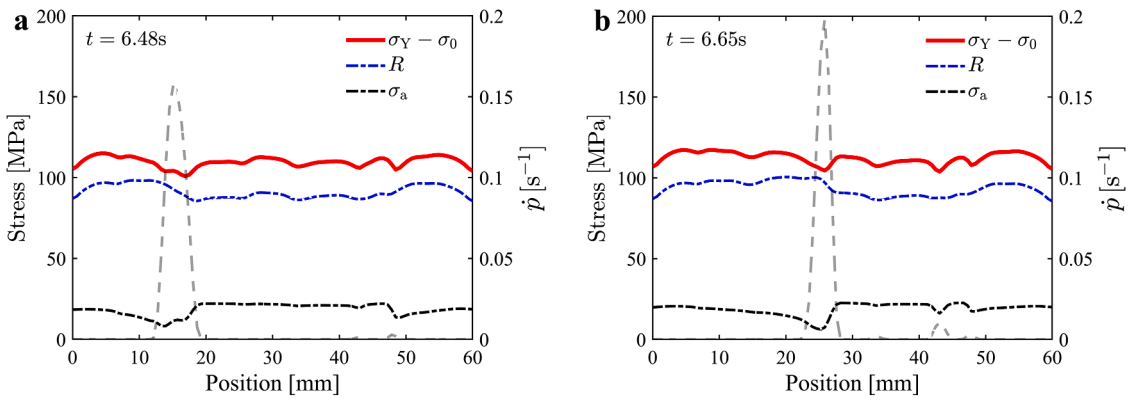 a
t = 6.48s
σY − σ0
R
σa
Stress [MPa]
200
150
100
50
0
0.2
0.15
0.1
0.05
0
ṗ [s⁻¹]
0 10 20 30 40 50 60
Position [mm]
b
t = 6.65s
σY − σ0
R
σa
Stress [MPa]
200
150
100
50
0
0.2
0.15
0.1
0.05
0
ṗ [s⁻¹]
0 10 20 30 40 50 60
Position [mm]